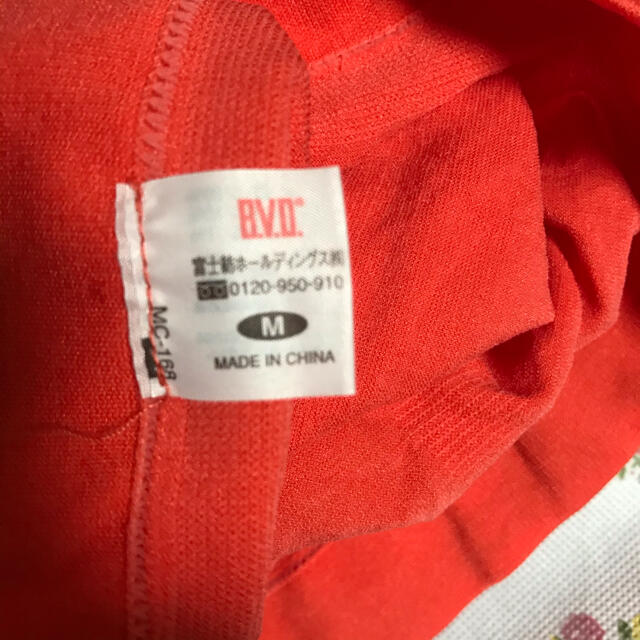 B.V.D.
富士紡ホールディングス㈱
0120-950-910
M
MADE IN CHINA
MC-168